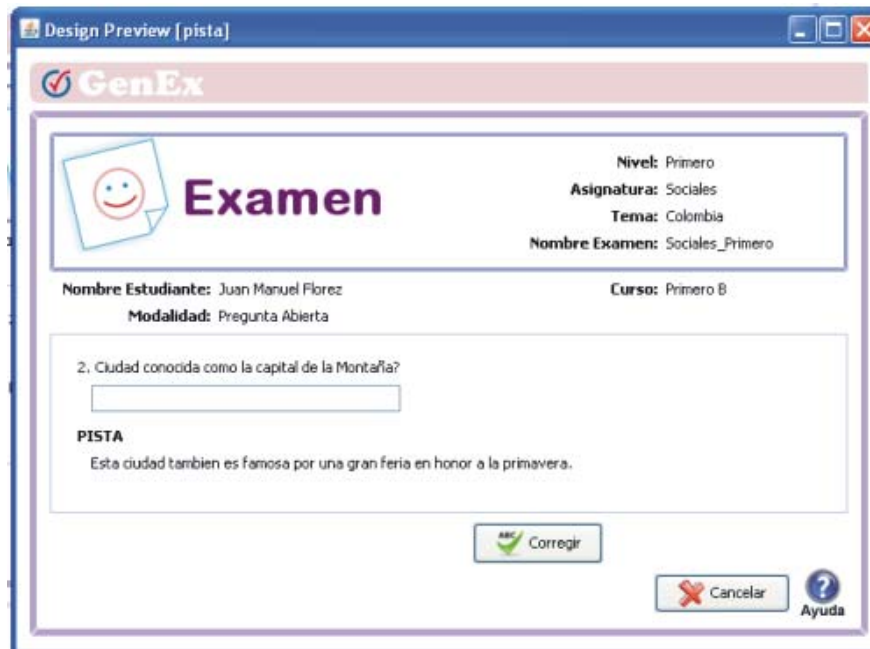 Design Preview [pista]
GenEx
Examen
Nivel: Primero
Asignatura: Sociales
Tema: Colombia
Nombre Examen: Sociales_Primero
Nombre Estudiante: Juan Manuel Florez
Curso: Primero B
Modalidad: Pregunta Abierta
2. Ciudad conocida como la capital de la Montaña?
PISTA
Esta ciudad tambien es famosa por una gran feria en honor a la primavera.
ABC Corregir
Cancelar
Ayuda